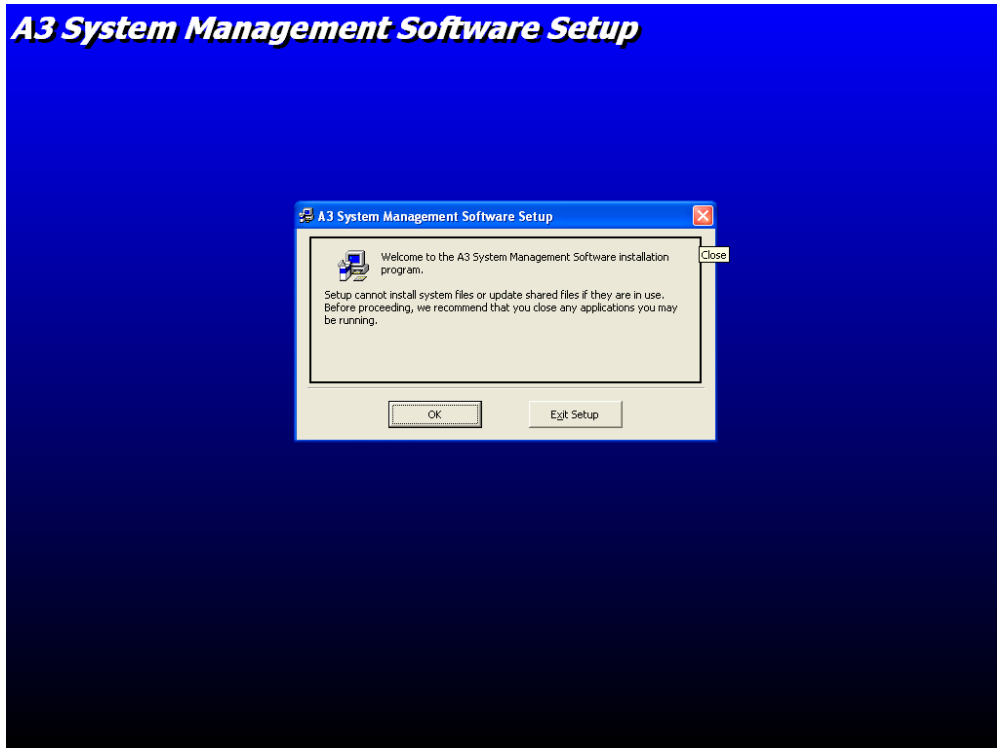 A3 System Management Software Setup
A3 System Management Software Setup
Welcome to the A3 System Management Software installation
program.
Close
Setup cannot install system files or update shared files if they are in use.
Before proceeding, we recommend that you close any applications you may
be running.
OK
Exit Setup